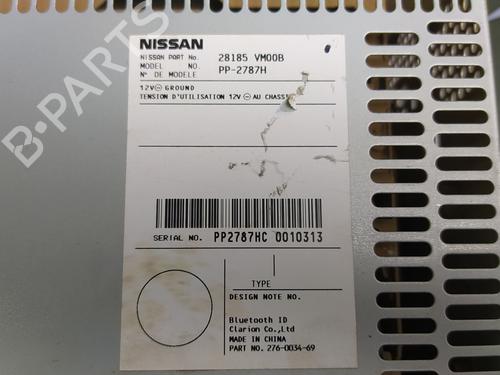 NISSAN
NISSAN PART No. 28185 VM00B
MODEL NO. PP-2787H
N° DE MODELE
12V⊖GROUND
TENSION D'UTILISATION 12V⊖ AU CHASS
SERIAL NO. PP2787HC 0010313
TYPE
DESIGN NOTE NO.
Bluetooth ID
Clarion Co.,Ltd
MADE IN CHINA
PART NO. 276-0034-69
B-PARTS